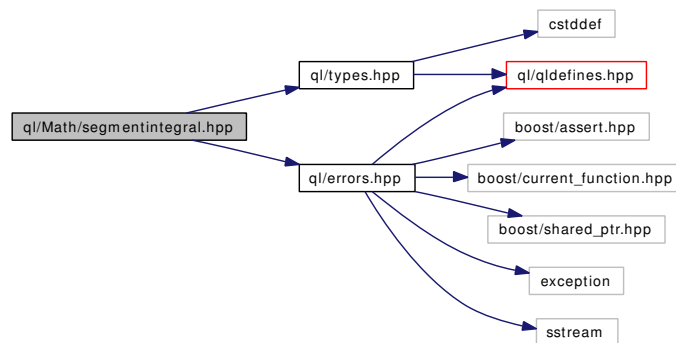 cstddef
ql/types.hpp
ql/qldefines.hpp
ql/Math/segmentintegral.hpp
boost/assert.hpp
ql/errors.hpp
boost/current_function.hpp
boost/shared_ptr.hpp
exception
sstream